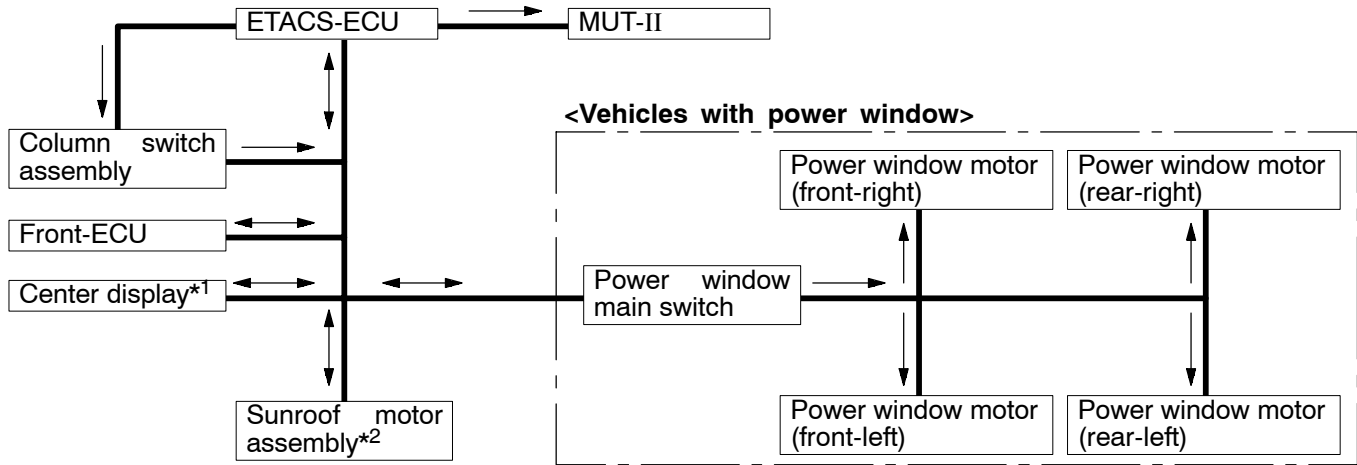 ETACS-ECU
MUT-II
<Vehicles with power window>
Column switch
assembly
Power window motor
(front-right)
Power window motor
(rear-right)
Front-ECU
Center display*1
Power window
main switch
Sunroof motor
assembly*2
Power window motor
(front-left)
Power window motor
(rear-left)